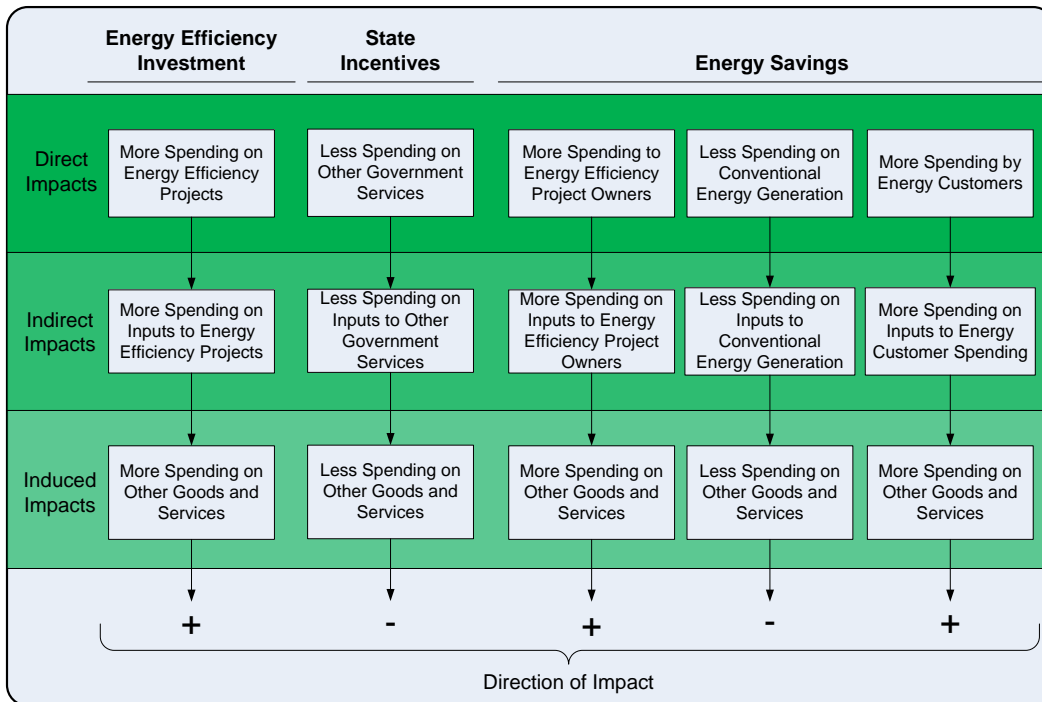 Energy Efficiency
Investment
State
Incentives
Energy Savings
Direct
Impacts
More Spending on
Energy Efficiency
Projects
Less Spending on
Other Government
Services
More Spending to
Energy Efficiency
Project Owners
Less Spending on
Conventional
Energy Generation
More Spending by
Energy Customers
Indirect
Impacts
More Spending on
Inputs to Energy
Efficiency Projects
Less Spending on
Inputs to Other
Government
Services
More Spending on
Inputs to Energy
Efficiency Project
Owners
Less Spending on
Inputs to
Conventional
Energy Generation
More Spending on
Inputs to Energy
Customer Spending
Induced
Impacts
More Spending on
Other Goods and
Services
Less Spending on
Other Goods and
Services
More Spending on
Other Goods and
Services
Less Spending on
Other Goods and
Services
More Spending on
Other Goods and
Services
+
-
+
-
+
Direction of Impact